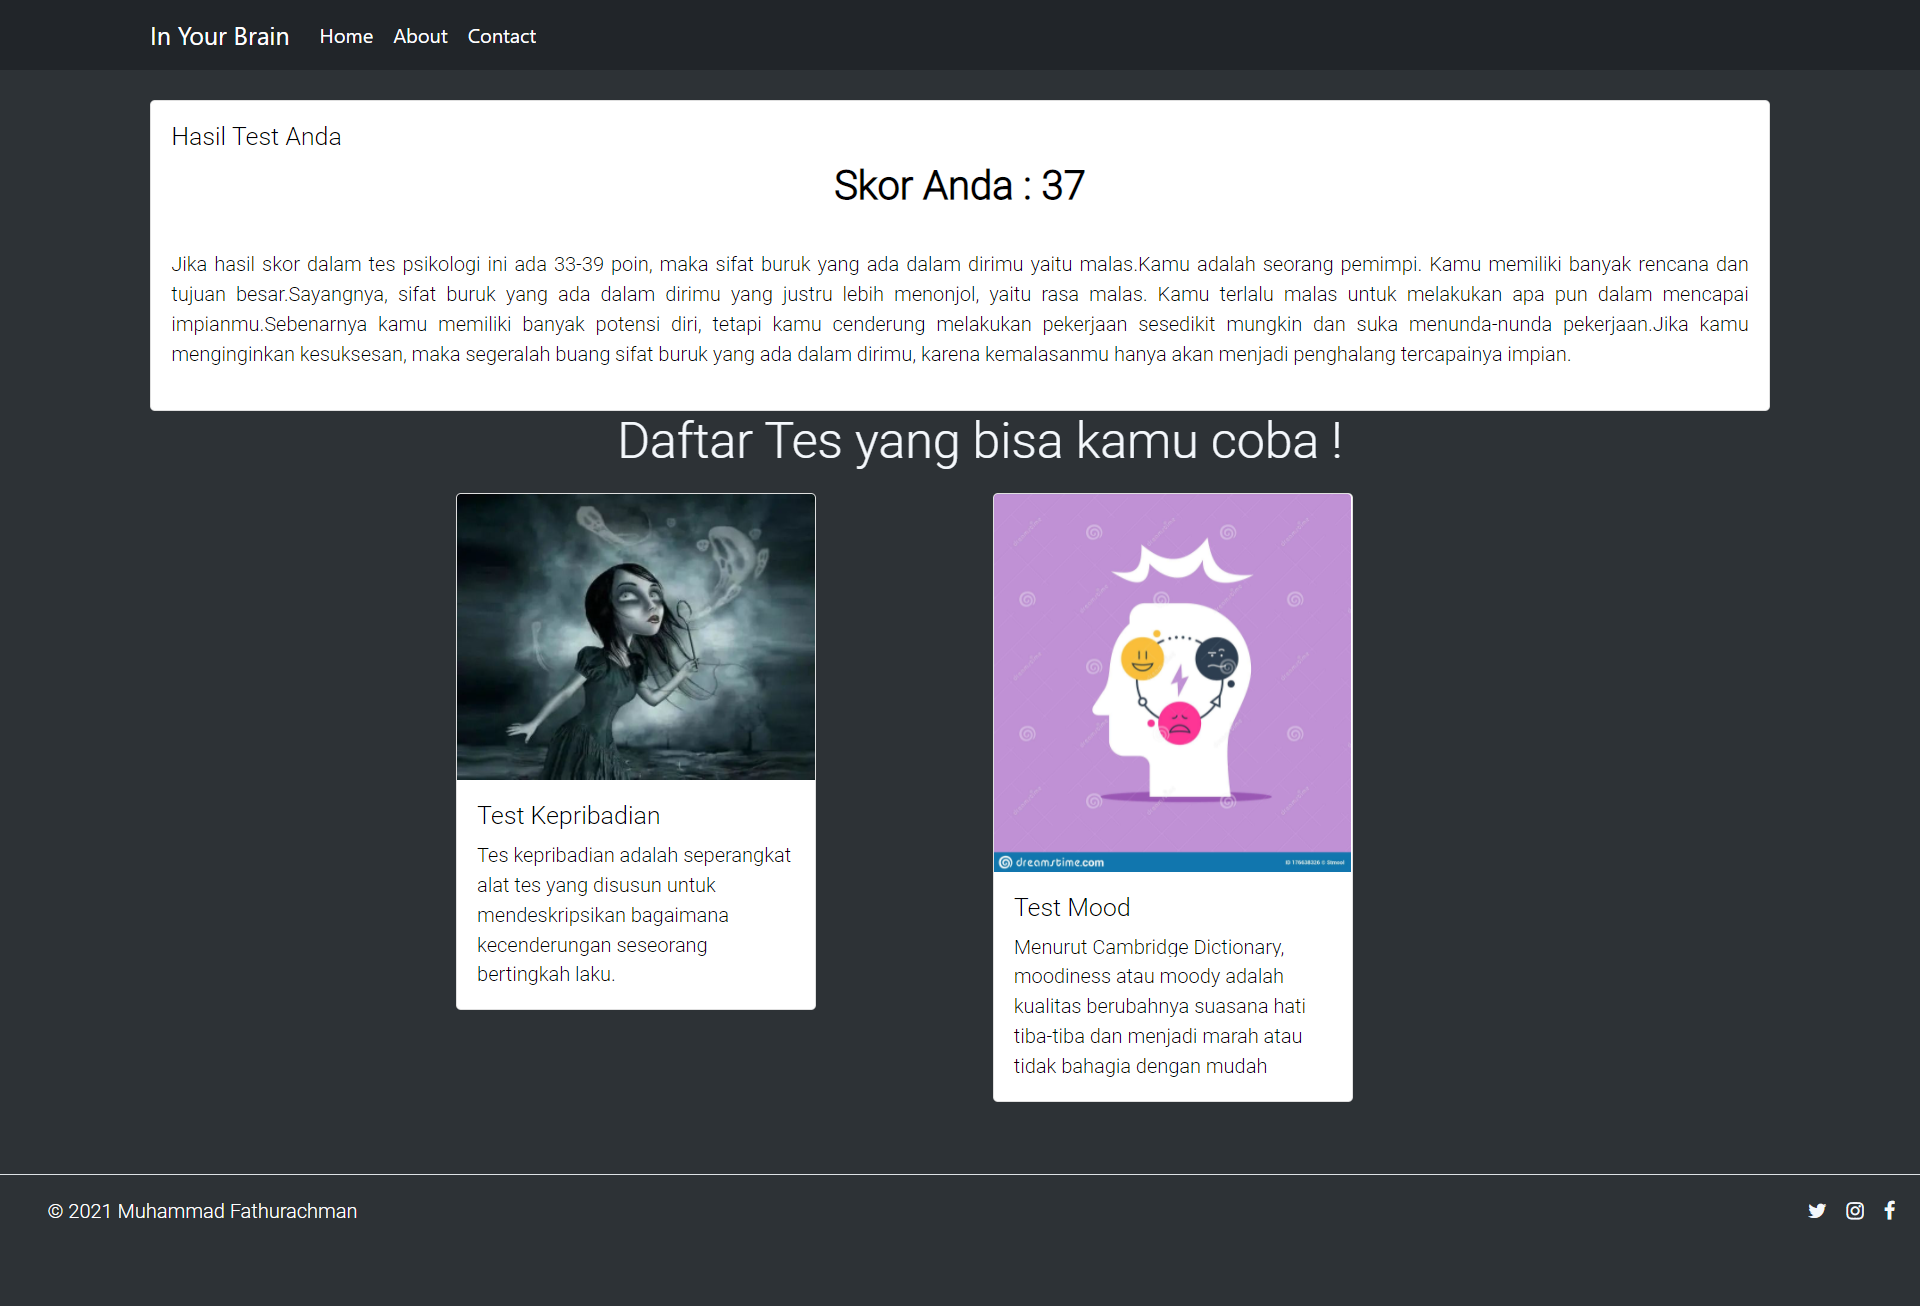 In Your Brain Home About Contact
Hasil Test Anda
Skor Anda : 37
Jika hasil skor dalam tes psikologi ini ada 33-39 poin, maka sifat buruk yang ada dalam dirimu yaitu malas.Kamu adalah seorang pemimpi. Kamu memiliki banyak rencana dan
tujuan besar.Sayangnya, sifat buruk yang ada dalam dirimu yang justru lebih menonjol, yaitu rasa malas. Kamu terlalu malas untuk melakukan apa pun dalam mencapai
impianmu.Sebenarnya kamu memiliki banyak potensi diri, tetapi kamu cenderung melakukan pekerjaan sesedikit mungkin dan suka menunda-nunda pekerjaan.Jika kamu
menginginkan kesuksesan, maka segeralah buang sifat buruk yang ada dalam dirimu, karena kemalasanmu hanya akan menjadi penghalang tercapainya impian.
Daftar Tes yang bisa kamu coba !
Test Kepribadian
Tes kepribadian adalah seperangkat
alat tes yang disusun untuk
mendeskripsikan bagaimana
kecenderungan seseorang
bertingkah laku.
dreamstime.com
Test Mood
Menurut Cambridge Dictionary,
moodiness atau moody adalah
kualitas berubahnya suasana hati
tiba-tiba dan menjadi marah atau
tidak bahagia dengan mudah
© 2021 Muhammad Fathurachman